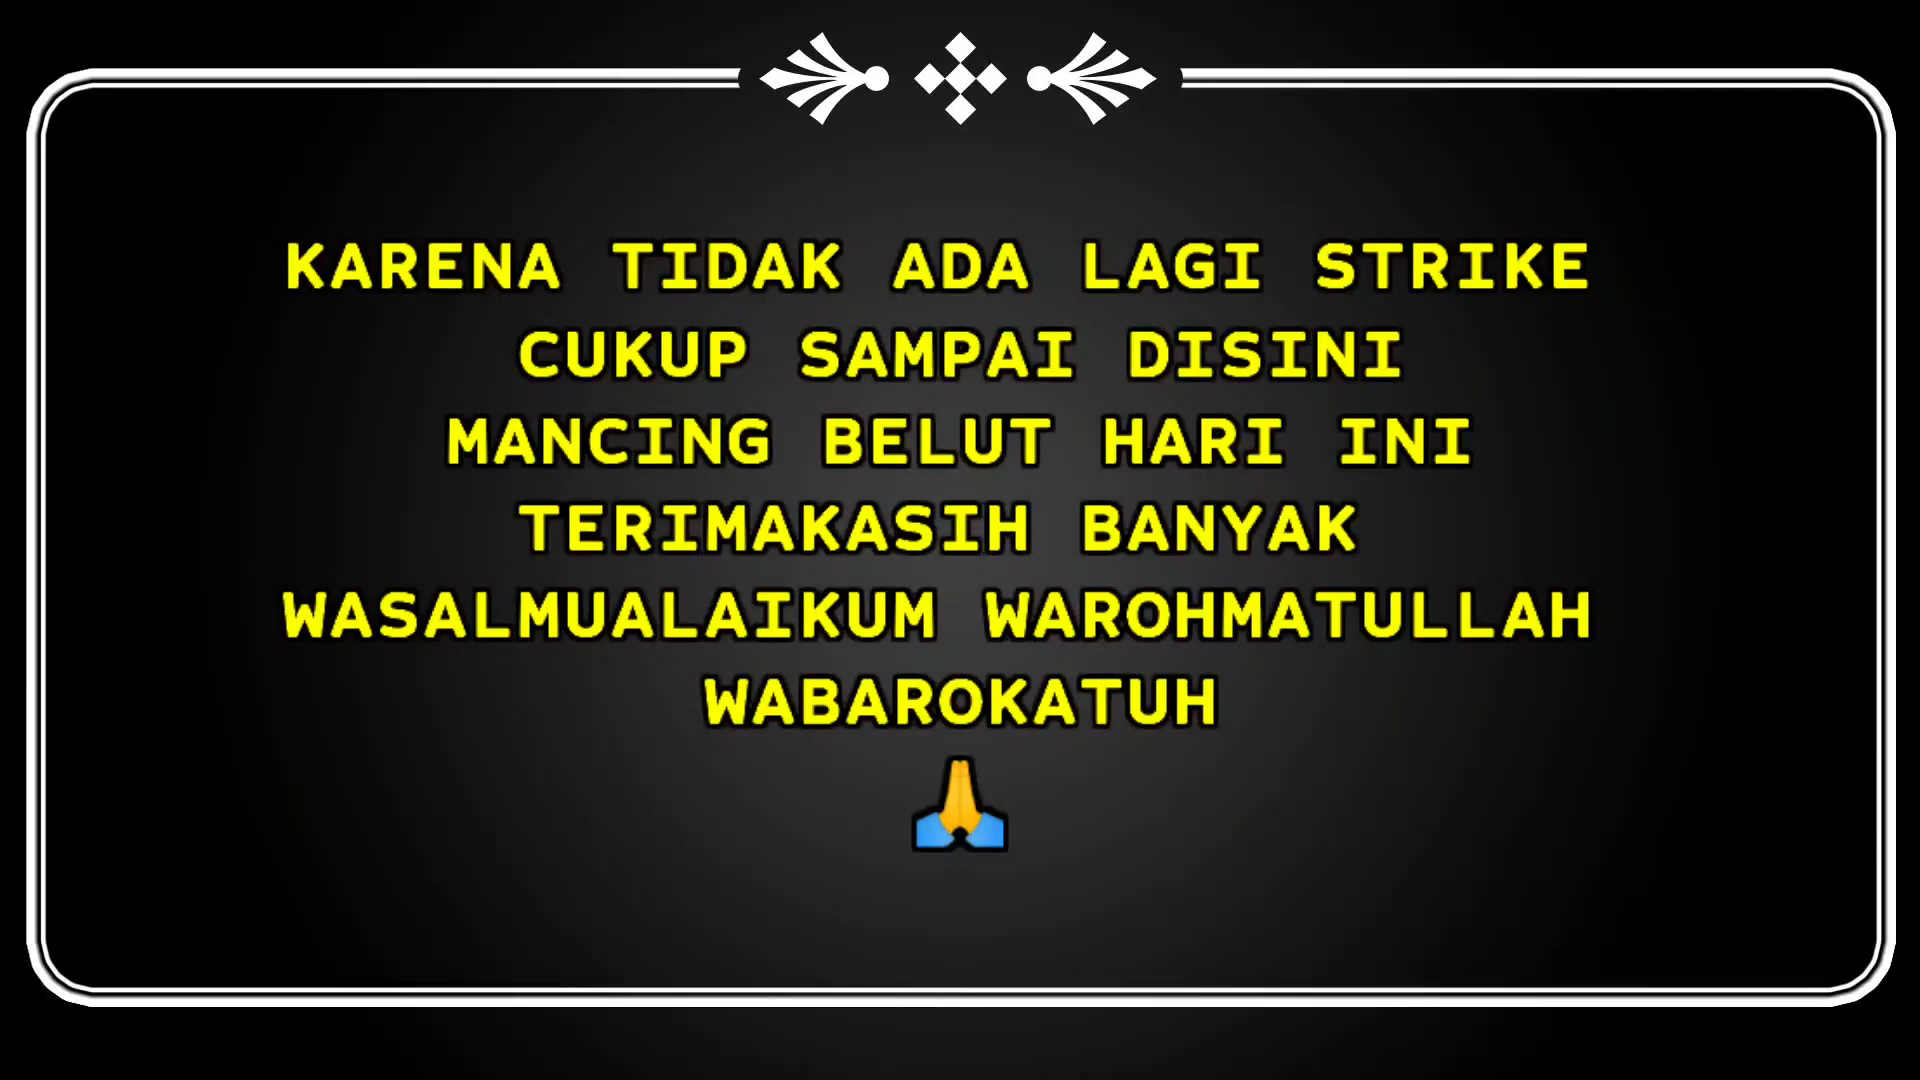 KARENA TIDAK ADA LAGI STRIKE
CUKUP SAMPAI DISINI
MANCING BELUT HARI INI
TERIMAKASIH BANYAK
WASALMUALAIKUM WAROHMATULLAH
WABAROKATUH
🙏